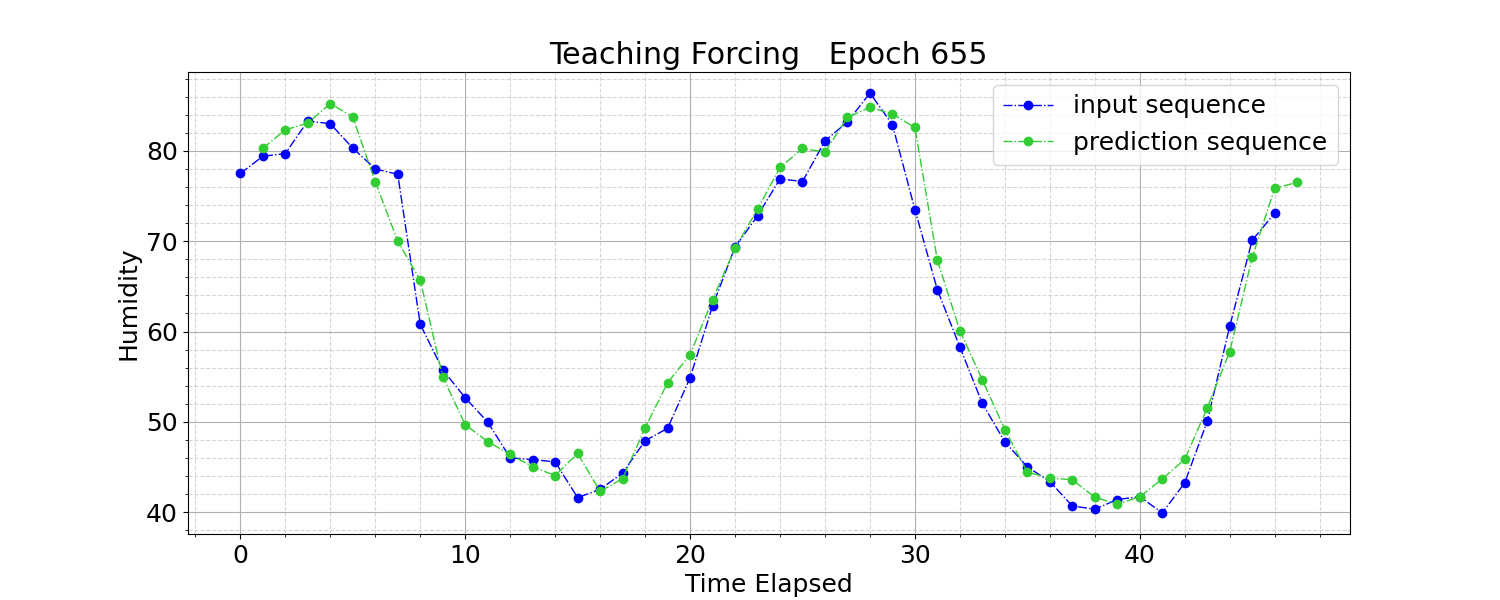 Teaching Forcing   Epoch 655
input sequence
prediction sequence
Humidity
80
70
60
50
40
0 10 20 30 40
Time Elapsed